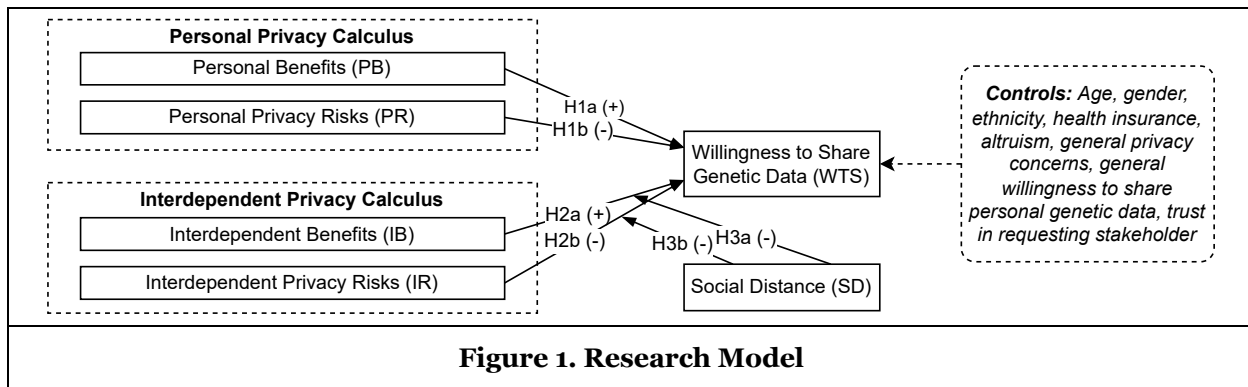 Personal Privacy Calculus
Personal Benefits (PB)
Personal Privacy Risks (PR)
H1a (+)
H1b (-)
Interdependent Privacy Calculus
Interdependent Benefits (IB)
Interdependent Privacy Risks (IR)
H2a (+)
H2b (-)
H3b (-)
H3a (-)
Willingness to Share
Genetic Data (WTS)
Social Distance (SD)
Controls: Age, gender,
ethnicity, health insurance,
altruism, general privacy
concerns, general
willingness to share
personal genetic data, trust
in requesting stakeholder
Figure 1. Research Model